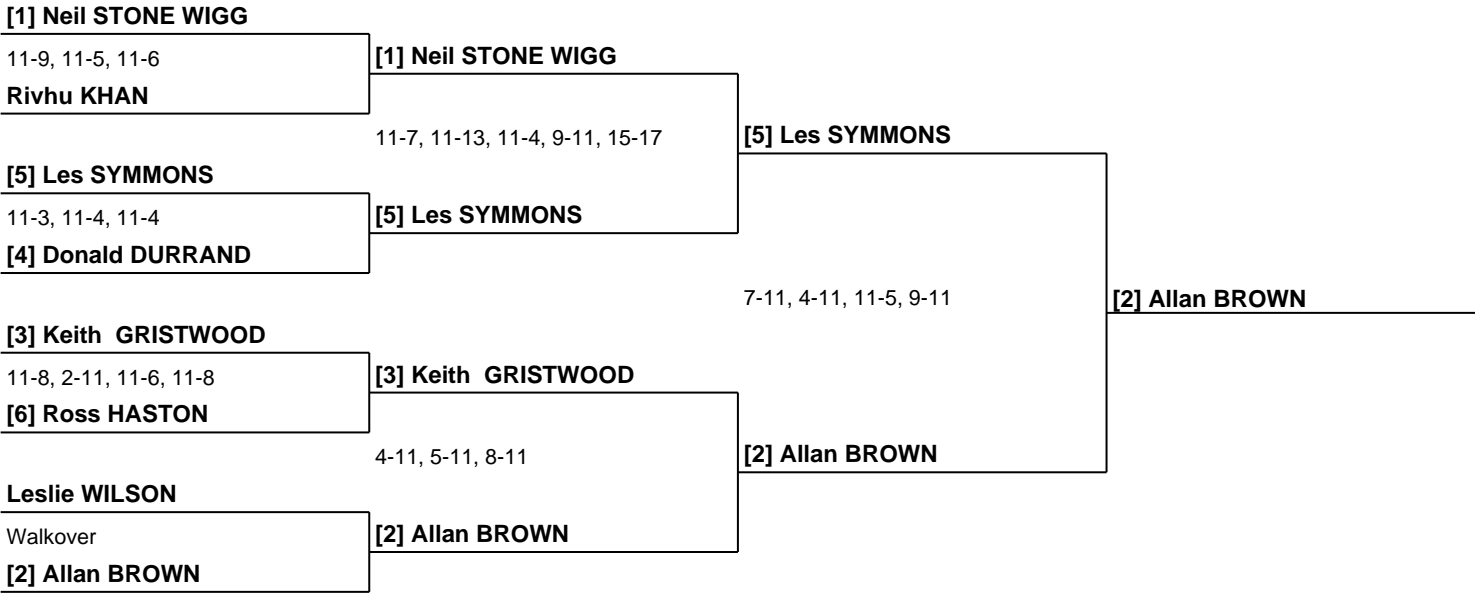 [1] Neil STONE WIGG
11-9, 11-5, 11-6
[1] Neil STONE WIGG
Rivhu KHAN
11-7, 11-13, 11-4, 9-11, 15-17
[5] Les SYMMONS
[5] Les SYMMONS
11-3, 11-4, 11-4
[5] Les SYMMONS
[4] Donald DURRAND
7-11, 4-11, 11-5, 9-11
[2] Allan BROWN
[3] Keith  GRISTWOOD
11-8, 2-11, 11-6, 11-8
[3] Keith  GRISTWOOD
[6] Ross HASTON
4-11, 5-11, 8-11
[2] Allan BROWN
Leslie WILSON
Walkover
[2] Allan BROWN
[2] Allan BROWN